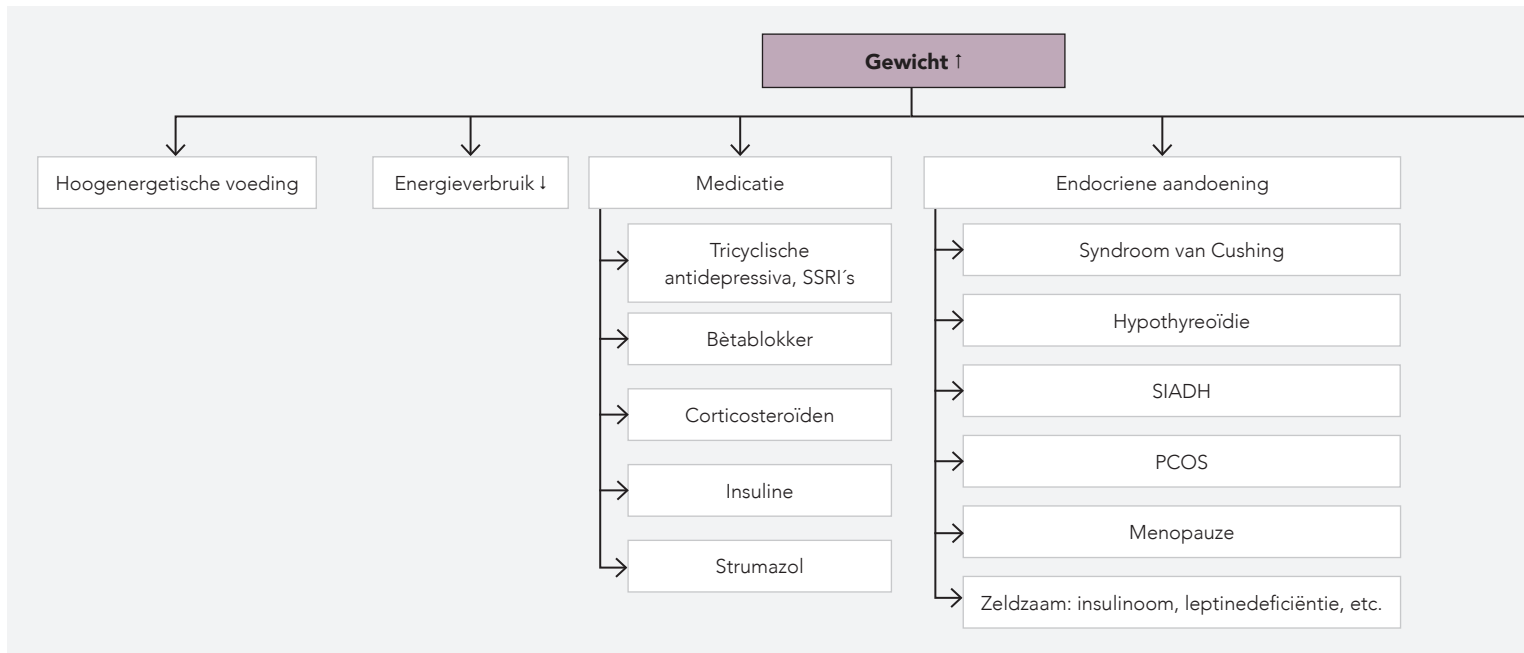 Gewicht ↑
Hoogenergetische voeding
Energieverbruik ↓
Medicatie
Endocriene aandoening
Tricyclische
antidepressiva, SSRI´s
Bètablokker
Corticosteroïden
Insuline
Strumazol
Syndroom van Cushing
Hypothyreoïdie
SIADH
PCOS
Menopauze
Zeldzaam: insulinoom, leptinedeficiëntie, etc.